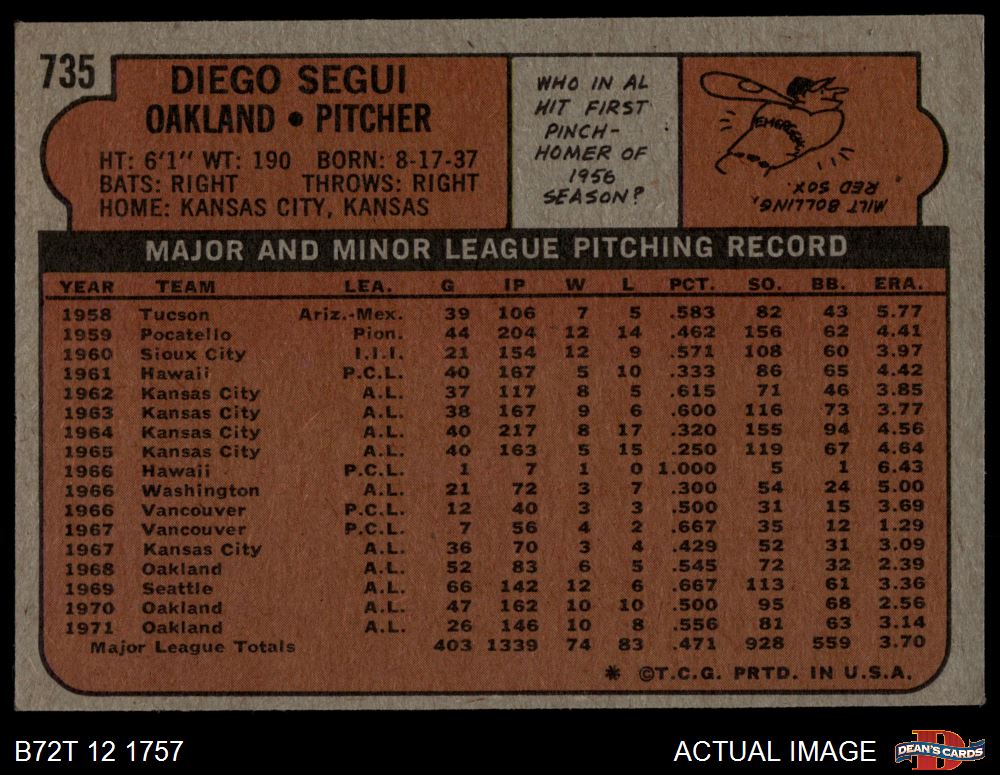 735
DIEGO SEGUI
OAKLAND • PITCHER
HT: 6'1" WT: 190 BORN: 8-17-37
BATS: RIGHT THROWS: RIGHT
HOME: KANSAS CITY, KANSAS
WHO IN AL
HIT FIRST
PINCH-
HOMER OF
1956
SEASON?
EMERGENCY
MILT BOLLING,
RED SOX.
MAJOR AND MINOR LEAGUE PITCHING RECORD
YEAR TEAM LEA. G IP W L PCT. SO. BB. ERA.
1958 Tucson Ariz.-Mex. 39 106 7 5 .583 82 43 5.77
1959 Pocatello Pion. 44 204 12 14 .462 156 62 4.41
1960 Sioux City I.I.I. 21 154 12 9 .571 108 60 3.97
1961 Hawaii P.C.L. 40 167 5 10 .333 86 65 4.42
1962 Kansas City A.L. 37 117 8 5 .615 71 46 3.85
1963 Kansas City A.L. 38 167 9 6 .600 116 73 3.77
1964 Kansas City A.L. 40 217 8 17 .320 155 94 4.56
1965 Kansas City A.L. 40 163 5 15 .250 119 67 4.64
1966 Hawaii P.C.L. 1 7 1 0 1.000 5 1 6.43
1966 Washington A.L. 21 72 3 7 .300 54 24 5.00
1966 Vancouver P.C.L. 12 40 3 3 .500 31 15 3.69
1967 Vancouver P.C.L. 7 56 4 2 .667 35 12 1.29
1967 Kansas City A.L. 36 70 3 4 .429 52 31 3.09
1968 Oakland A.L. 52 83 6 5 .545 72 32 2.39
1969 Seattle A.L. 66 142 12 6 .667 113 61 3.36
1970 Oakland A.L. 47 162 10 10 .500 95 68 2.56
1971 Oakland A.L. 26 146 10 8 .556 81 63 3.14
Major League Totals 403 1339 74 83 .471 928 559 3.70
* ©T.C.G. PRTD. IN U.S.A.
B72T 12 1757
ACTUAL IMAGE
DEAN'S CARDS